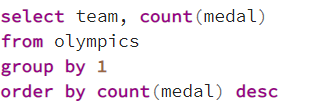 select team, count(medal)
from olympics
group by 1
order by count(medal) desc